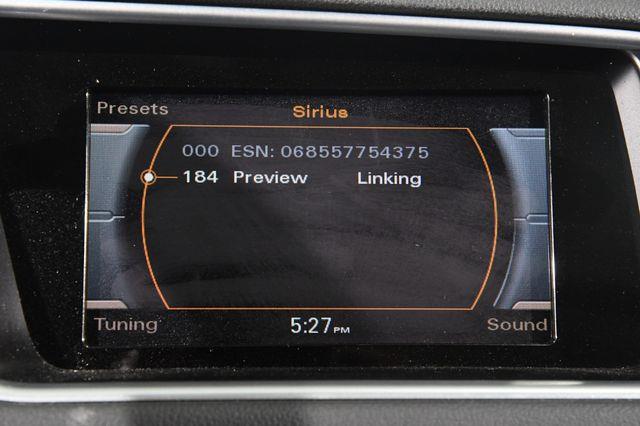 Presets
Sirius
000 ESN: 068557754375
184 Preview Linking
Tuning
5:27 PM
Sound